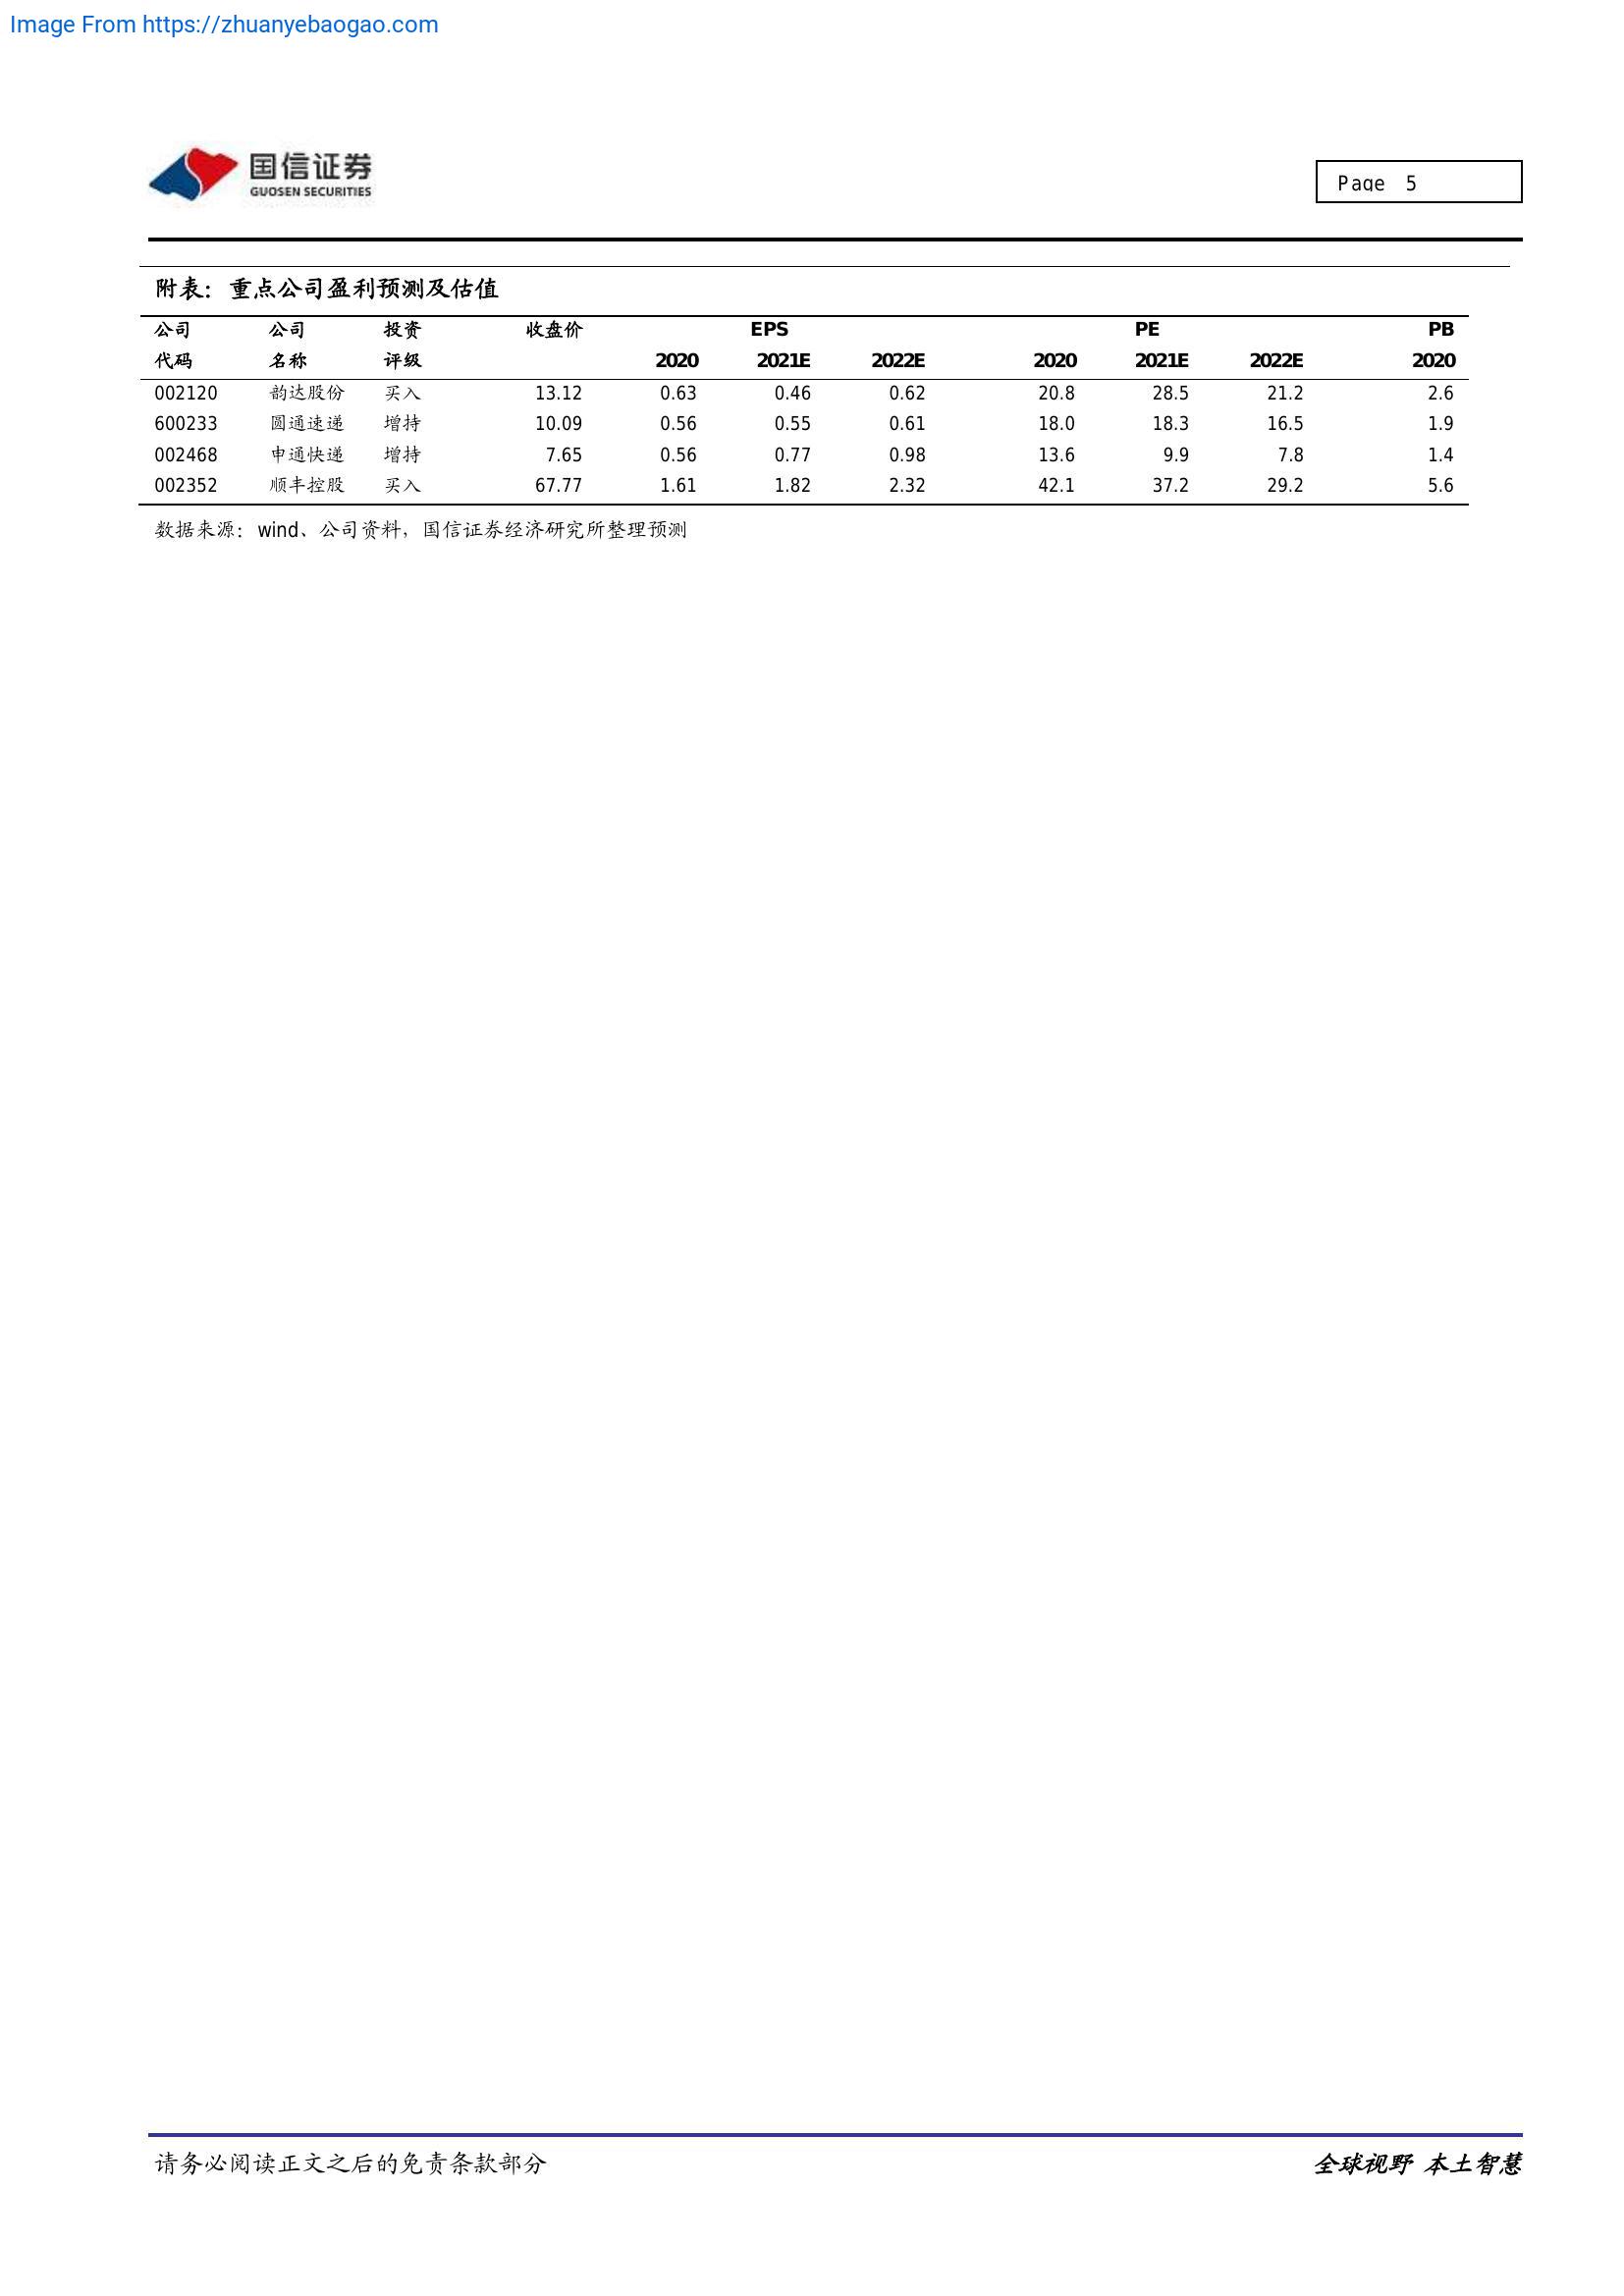 Image From https://zhuanyebaogao.com
国信证券
GUOSEN SECURITIES
Page 5
附表：重点公司盈利预测及估值
公司 公司 投资 收盘价 EPS PE PB
代码 名称 评级 2020 2021E 2022E 2020 2021E 2022E 2020
002120 韵达股份 买入 13.12 0.63 0.46 0.62 20.8 28.5 21.2 2.6
600233 圆通速递 增持 10.09 0.56 0.55 0.61 18.0 18.3 16.5 1.9
002468 申通快递 增持 7.65 0.56 0.77 0.98 13.6 9.9 7.8 1.4
002352 顺丰控股 买入 67.77 1.61 1.82 2.32 42.1 37.2 29.2 5.6
数据来源：wind、公司资料，国信证券经济研究所整理预测
请务必阅读正文之后的免责条款部分 全球视野 本土智慧